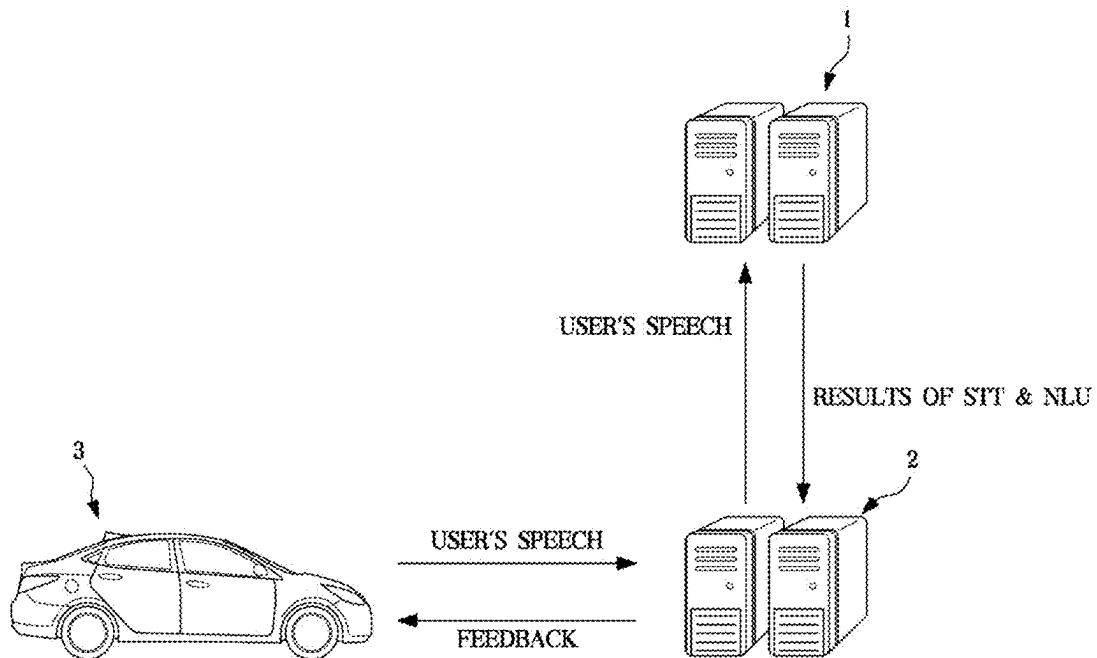 1
USER'S SPEECH
RESULTS OF STT & NLU
3
2
USER'S SPEECH
FEEDBACK